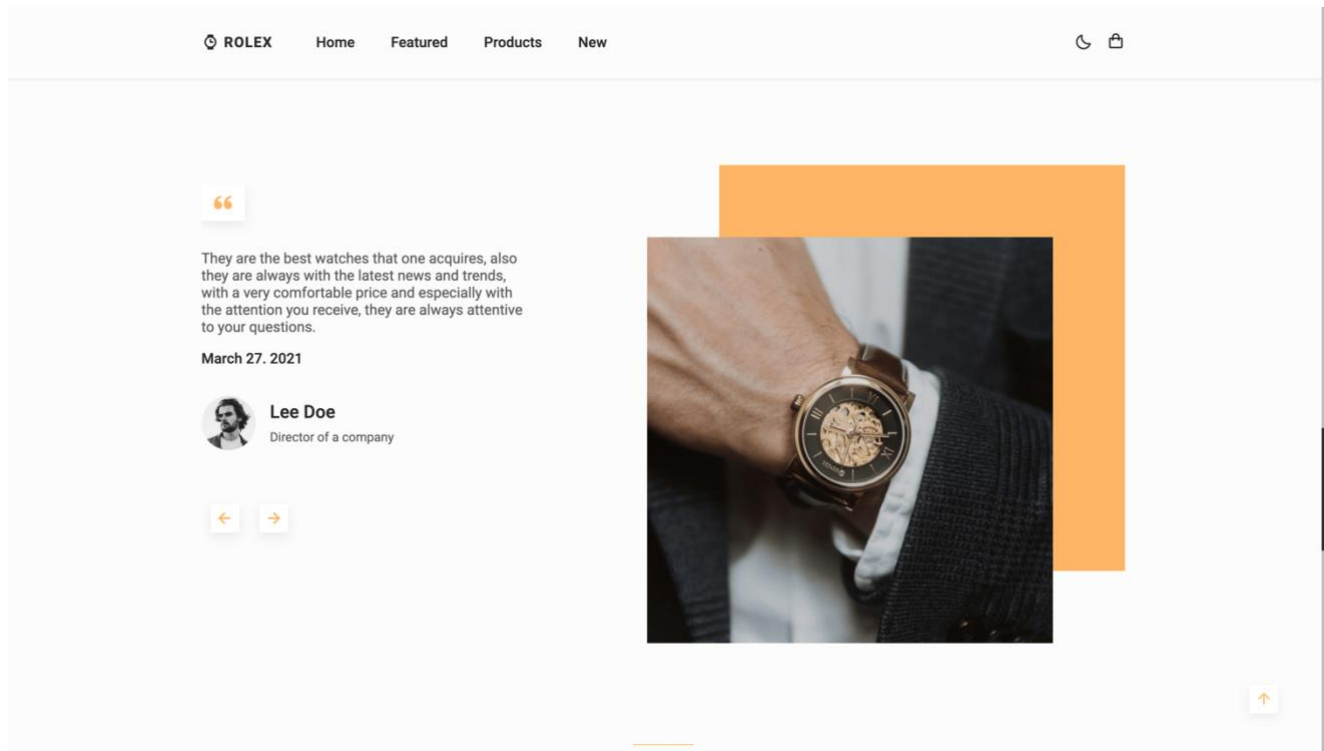 ROLEX Home Featured Products New
They are the best watches that one acquires, also
they are always with the latest news and trends,
with a very comfortable price and especially with
the attention you receive, they are always attentive
to your questions.
March 27. 2021
Lee Doe
Director of a company